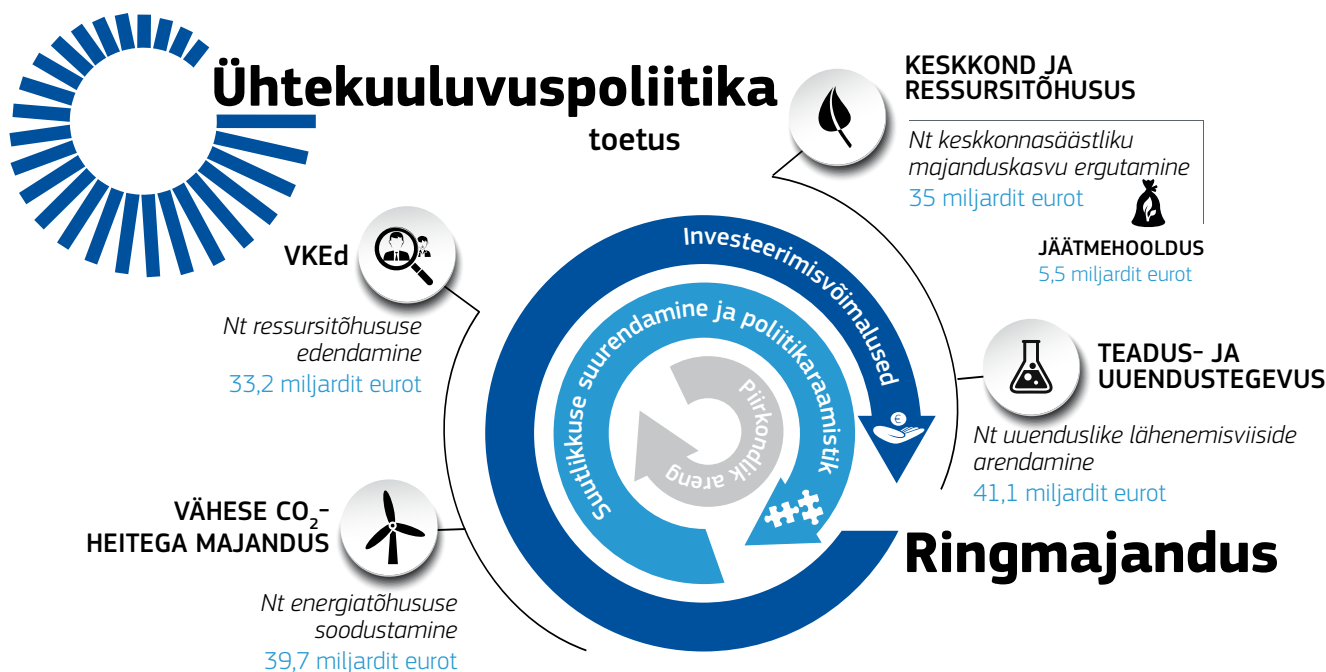 Ühtekuuluvuspoliitika
toetus
KESKKOND JA
RESSURSITÕHUSUS
Nt keskkonnasäästliku
majanduskasvu ergutamine
35 miljardit eurot
JÄÄTMEHOOLDUS
5,5 miljardit eurot
VKEd
Nt ressursitõhususe
edendamine
33,2 miljardit eurot
Investeerimisvõimalused
€
Suutlikkuse suurendamine ja poliitikaraamistik
Piirkondlik areng
TEADUS- JA
UUENDUSTEGEVUS
Nt uuenduslike lähenemisviiside
arendamine
41,1 miljardit eurot
VÄHESE CO₂-
HEITEGA MAJANDUS
Nt energiatõhususe
soodustamine
39,7 miljardit eurot
Ringmajandus